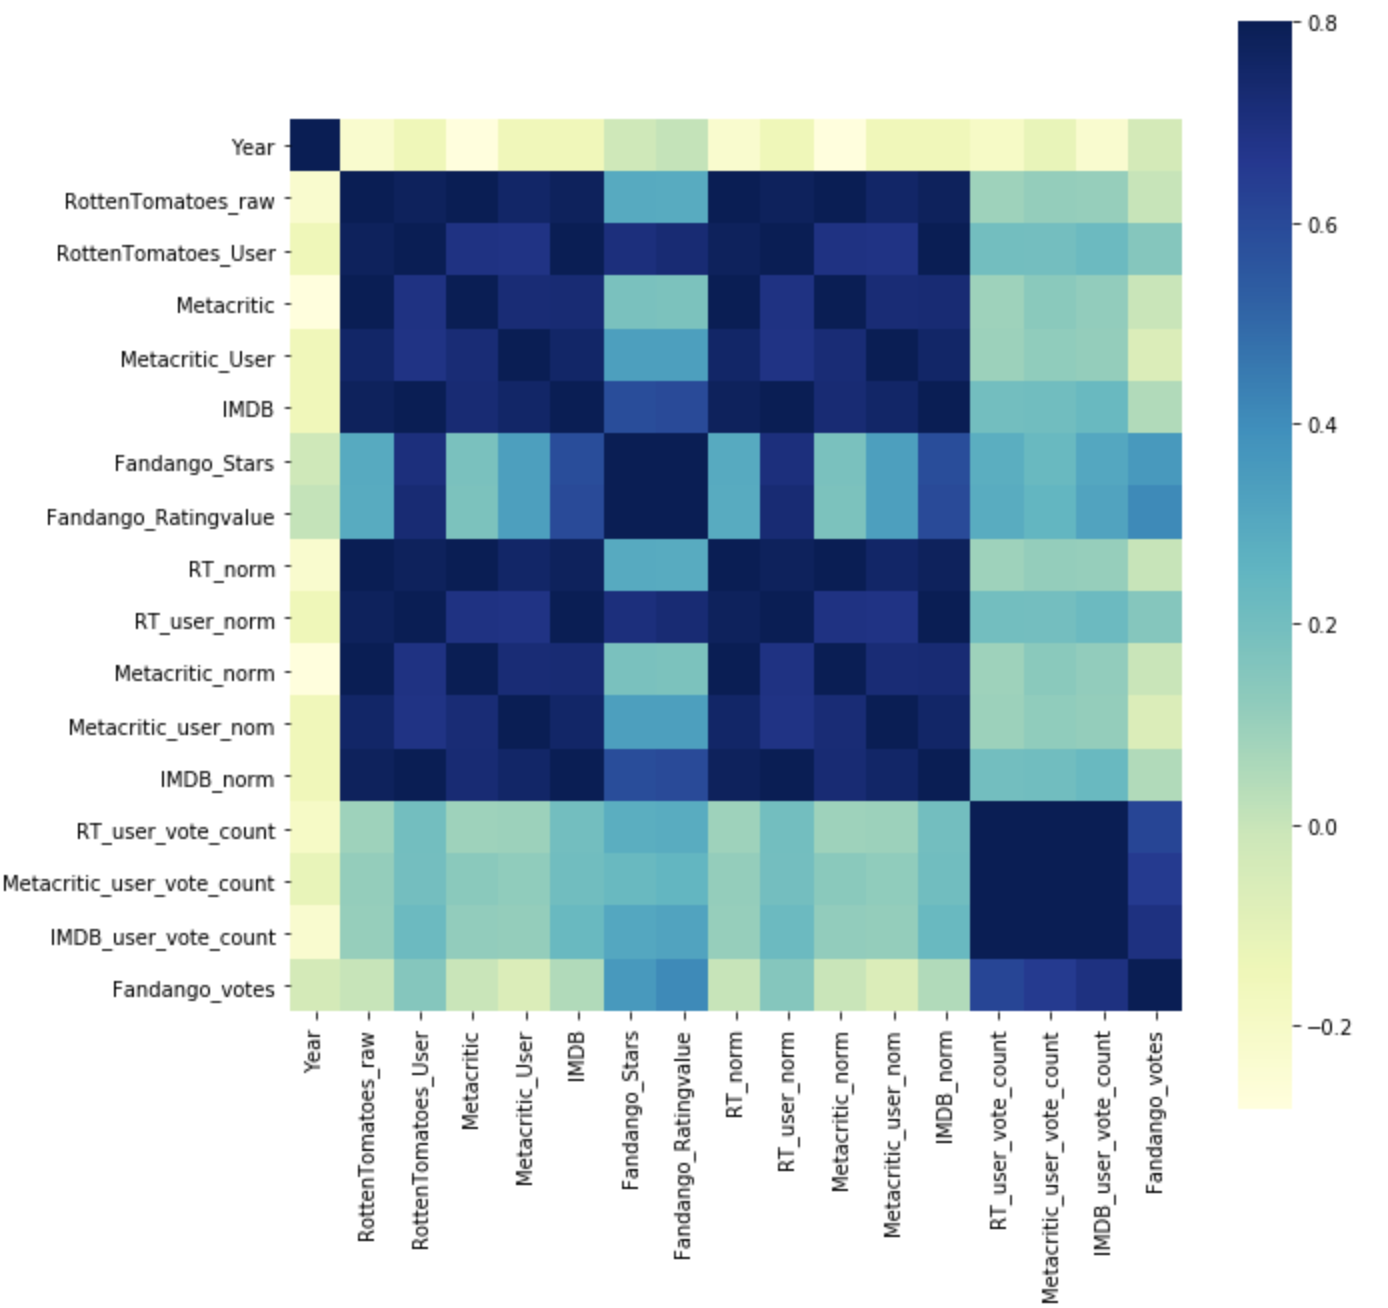 0.8
0.6
0.4
0.2
0.0
−0.2
Year
RottenTomatoes_raw
RottenTomatoes_User
Metacritic
Metacritic_User
IMDB
Fandango_Stars
Fandango_Ratingvalue
RT_norm
RT_user_norm
Metacritic_norm
Metacritic_user_nom
IMDB_norm
RT_user_vote_count
Metacritic_user_vote_count
IMDB_user_vote_count
Fandango_votes
Year
RottenTomatoes_raw
RottenTomatoes_User
Metacritic
Metacritic_User
IMDB
Fandango_Stars
Fandango_Ratingvalue
RT_norm
RT_user_norm
Metacritic_norm
Metacritic_user_nom
IMDB_norm
RT_user_vote_count
Metacritic_user_vote_count
IMDB_user_vote_count
Fandango_votes